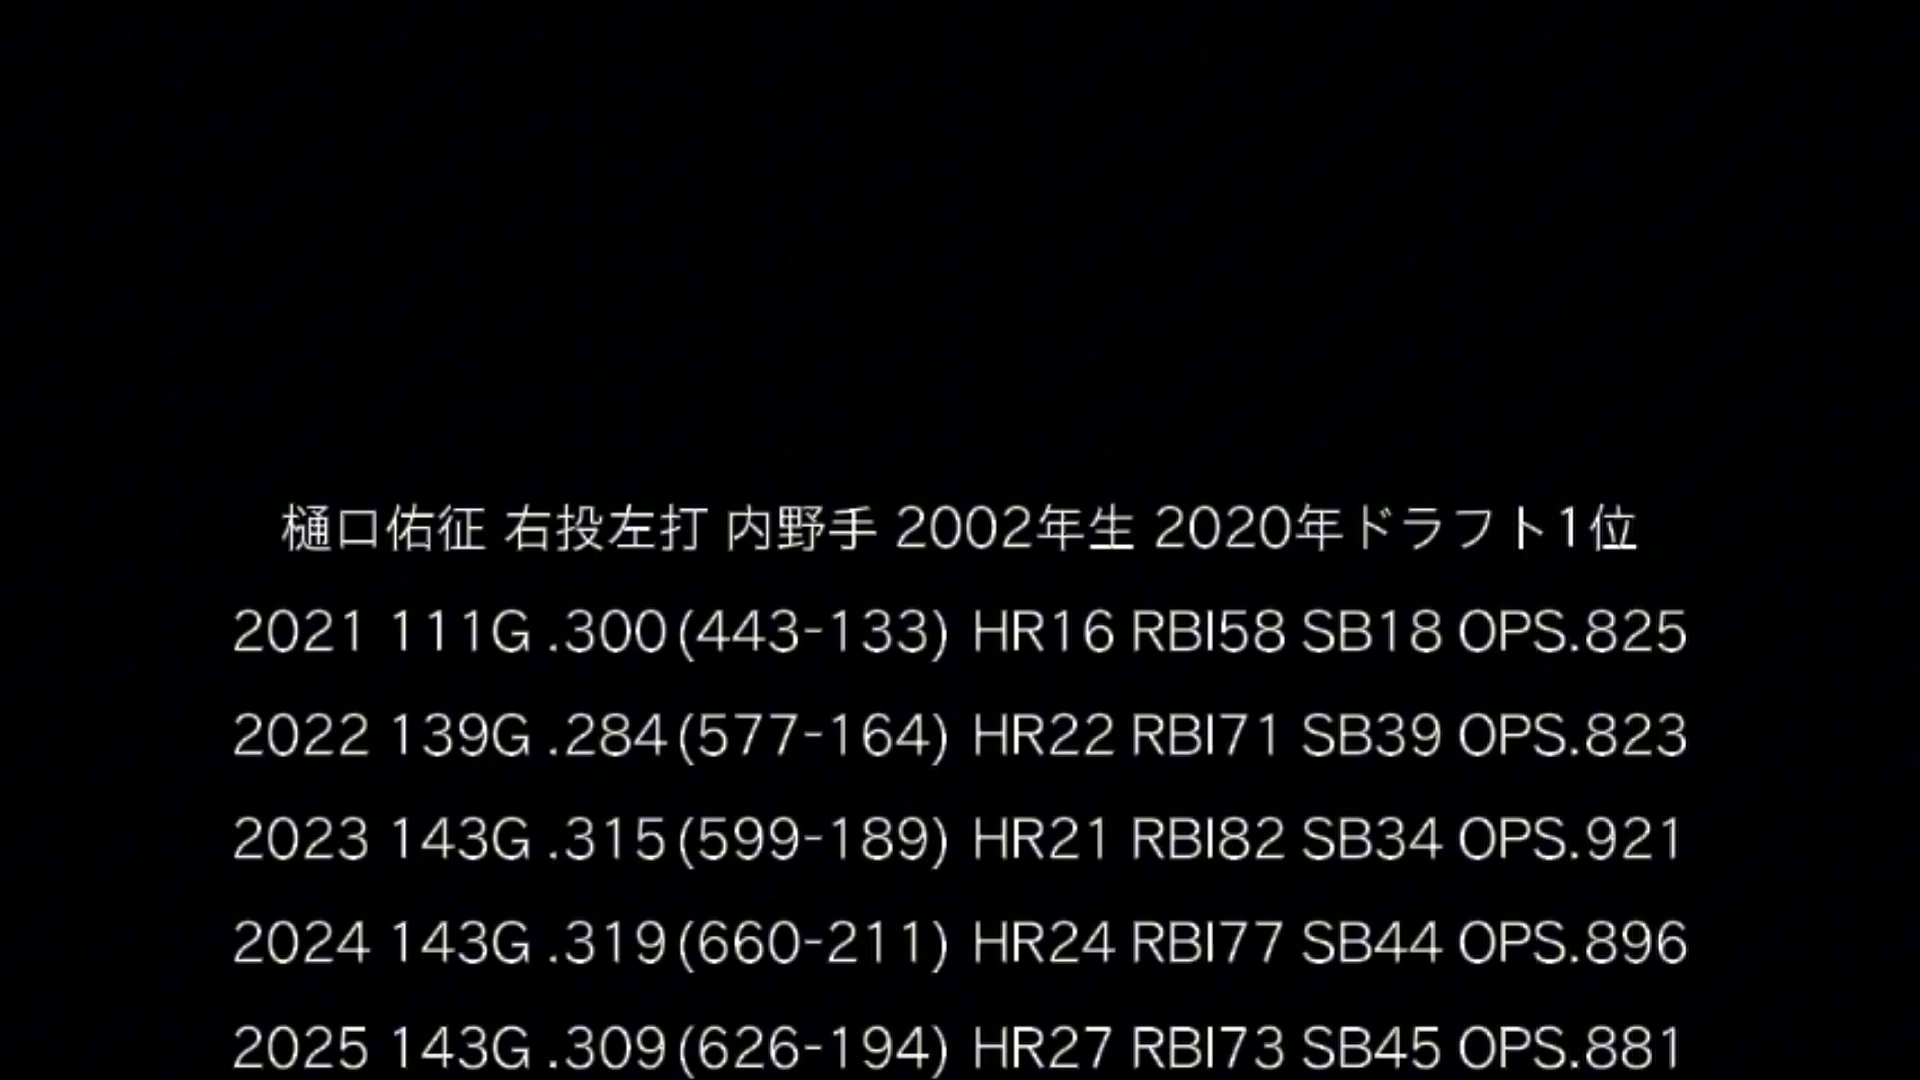 樋口佑征 右投左打 内野手 2002年生 2020年ドラフト1位
2021 111G .300(443-133) HR16 RBI58 SB18 OPS.825
2022 139G .284(577-164) HR22 RBI71 SB39 OPS.823
2023 143G .315(599-189) HR21 RBI82 SB34 OPS.921
2024 143G .319(660-211) HR24 RBI77 SB44 OPS.896
2025 143G .309(626-194) HR27 RBI73 SB45 OPS.881